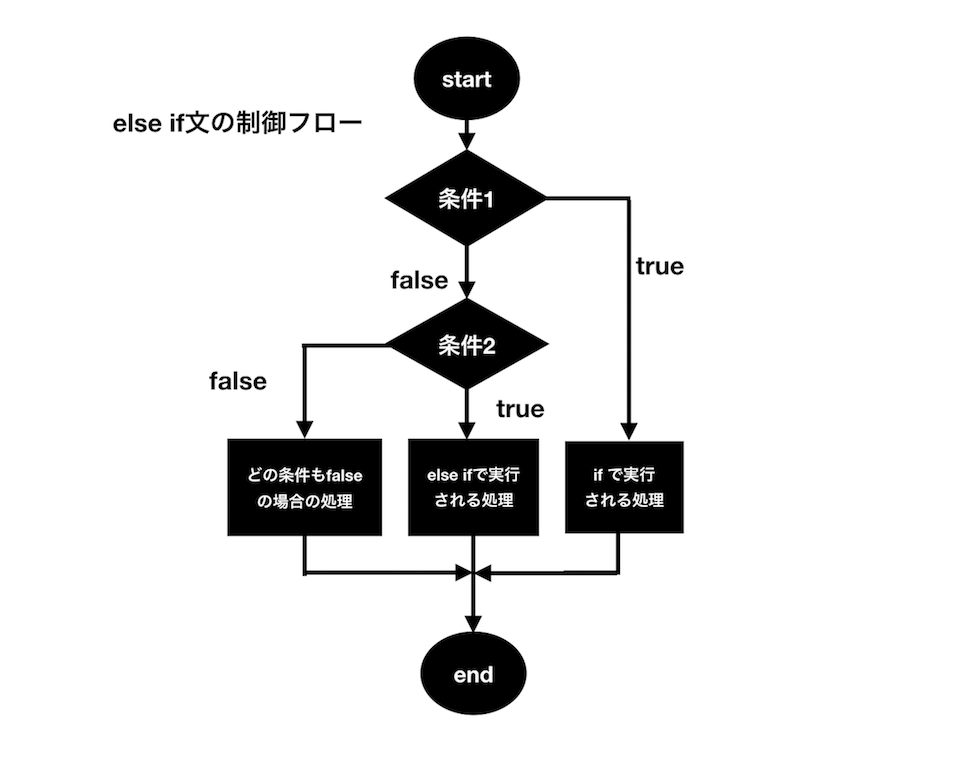 start
else if文の制御フロー
条件1
true
false
条件2
false
true
どの条件もfalse
の場合の処理
else ifで実行
される処理
if で実行
される処理
end